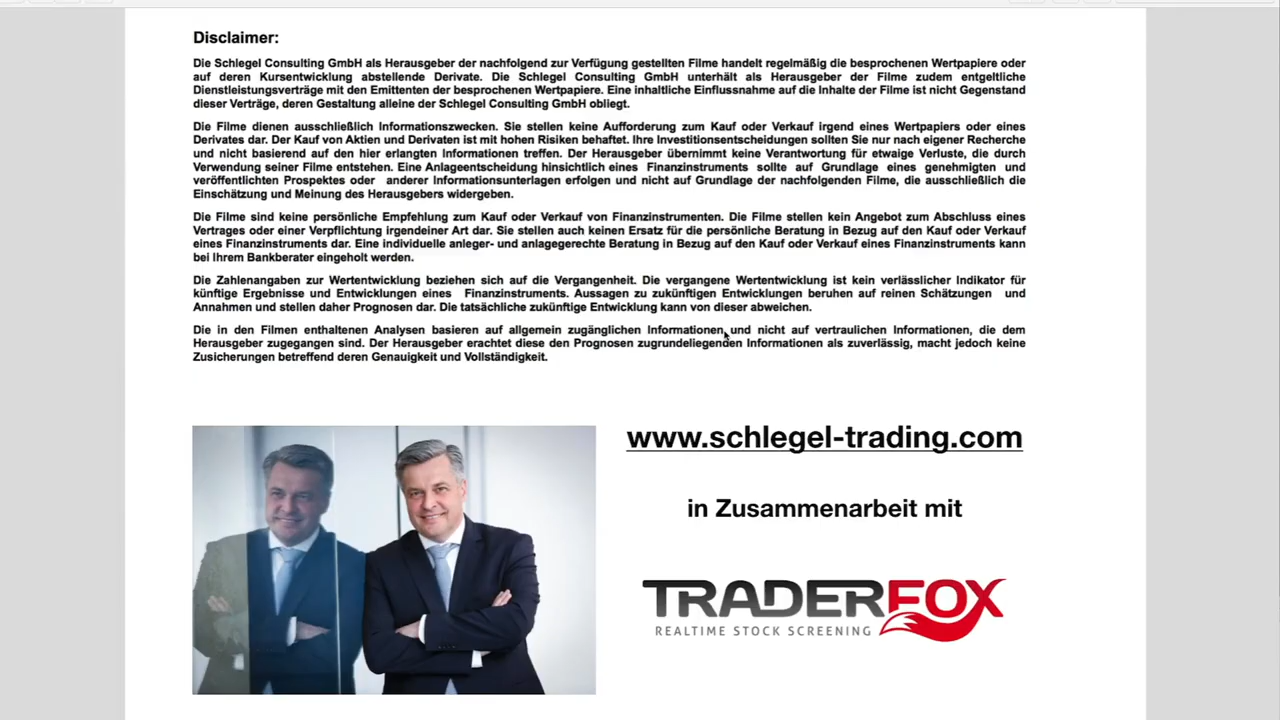 Disclaimer:
Die Schlegel Consulting GmbH als Herausgeber der nachfolgend zur Verfügung gestellten Filme handelt regelmäßig die besprochenen Wertpapiere oder
auf deren Kursentwicklung abstellende Derivate. Die Schlegel Consulting GmbH unterhält als Herausgeber der Filme zudem entgeltliche
Dienstleistungsverträge mit den Emittenten der besprochenen Wertpapiere. Eine inhaltliche Einflussnahme auf die Inhalte der Filme ist nicht Gegenstand
dieser Verträge, deren Gestaltung alleine der Schlegel Consulting GmbH obliegt.
Die Filme dienen ausschließlich Informationszwecken. Sie stellen keine Aufforderung zum Kauf oder Verkauf irgend eines Wertpapiers oder eines
Derivates dar. Der Kauf von Aktien und Derivaten ist mit hohen Risiken behaftet. Ihre Investitionsentscheidungen sollten Sie nur nach eigener Recherche
und nicht basierend auf den hier erlangten Informationen treffen. Der Herausgeber übernimmt keine Verantwortung für etwaige Verluste, die durch
Verwendung seiner Filme entstehen. Eine Anlageentscheidung hinsichtlich eines Finanzinstruments sollte auf Grundlage eines genehmigten und
veröffentlichten Prospektes oder anderer Informationsunterlagen erfolgen und nicht auf Grundlage der nachfolgenden Filme, die ausschließlich die
Einschätzung und Meinung des Herausgebers widergeben.
Die Filme sind keine persönliche Empfehlung zum Kauf oder Verkauf von Finanzinstrumenten. Die Filme stellen kein Angebot zum Abschluss eines
Vertrages oder einer Verpflichtung irgendeiner Art dar. Sie stellen auch keinen Ersatz für die persönliche Beratung in Bezug auf den Kauf oder Verkauf
eines Finanzinstruments dar. Eine individuelle anleger- und anlagegerechte Beratung in Bezug auf den Kauf oder Verkauf eines Finanzinstruments kann
bei Ihrem Bankberater eingeholt werden.
Die Zahlenangaben zur Wertentwicklung beziehen sich auf die Vergangenheit. Die vergangene Wertentwicklung ist kein verlässlicher Indikator für
künftige Ergebnisse und Entwicklungen eines Finanzinstruments. Aussagen zu zukünftigen Entwicklungen beruhen auf reinen Schätzungen und
Annahmen und stellen daher Prognosen dar. Die tatsächliche zukünftige Entwicklung kann von dieser abweichen.
Die in den Filmen enthaltenen Analysen basieren auf allgemein zugänglichen Informationen und nicht auf vertraulichen Informationen, die dem
Herausgeber zugegangen sind. Der Herausgeber erachtet diese den Prognosen zugrundeliegenden Informationen als zuverlässig, macht jedoch keine
Zusicherungen betreffend deren Genauigkeit und Vollständigkeit.
www.schlegel-trading.com
in Zusammenarbeit mit
TRADERFOX
REALTIME STOCK SCREENING